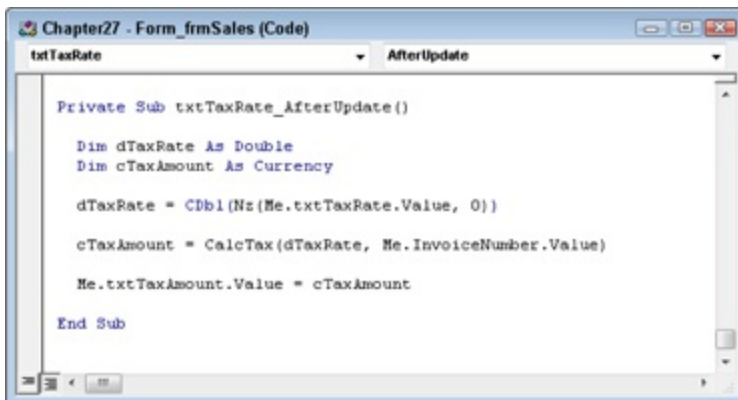 Chapter27 - Form_frmSales (Code)
txtTaxRate AfterUpdate
Private Sub txtTaxRate_AfterUpdate()
Dim dTaxRate As Double
Dim cTaxAmount As Currency
dTaxRate = CDbl(Nz(Me.txtTaxRate.Value, 0))
cTaxAmount = CalcTax(dTaxRate, Me.InvoiceNumber.Value)
Me.txtTaxAmount.Value = cTaxAmount
End Sub